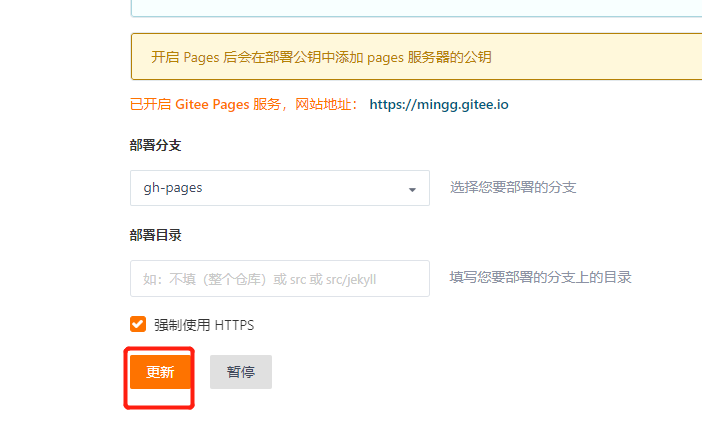 开启 Pages 后会在部署公钥中添加 pages 服务器的公钥
已开启 Gitee Pages 服务，网站地址： https://mingg.gitee.io
部署分支
gh-pages 选择您要部署的分支
部署目录
如：不填（整个仓库）或 src 或 src/jekyll 填写您要部署的分支上的目录
强制使用 HTTPS
更新 暂停